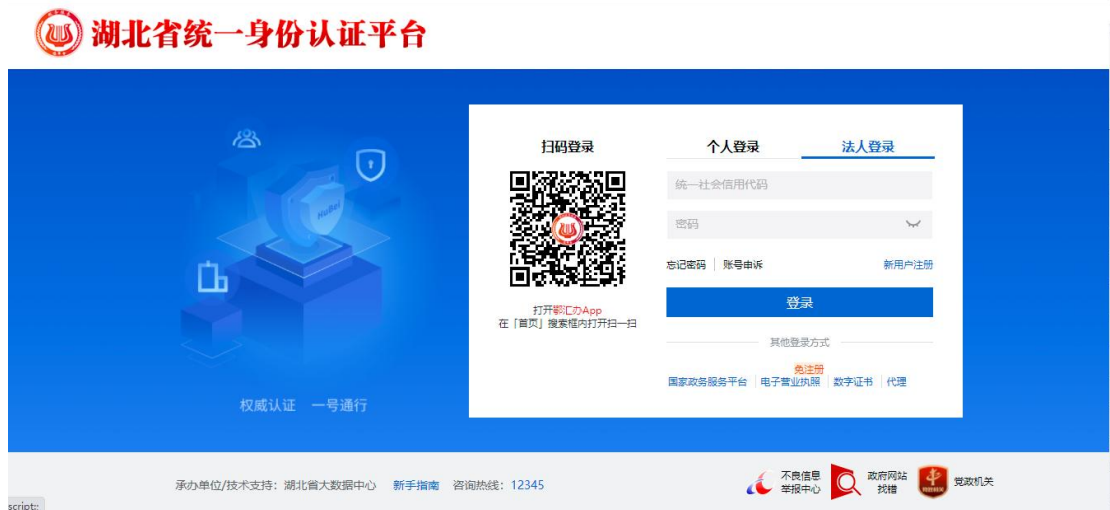 湖北省统一身份认证平台
HuBei
权威认证 一号通行
扫码登录
打开鄂汇办App
在「首页」搜索框内打开扫一扫
个人登录 法人登录
统一社会信用代码
密码
忘记密码 账号申诉 新用户注册
登录
其他登录方式
免注册
国家政务服务平台 电子营业执照 数字证书 代理
承办单位/技术支持：湖北省大数据中心 新手指南 咨询热线：12345
不良信息
举报中心
政府网站
找错
党政机关
script: